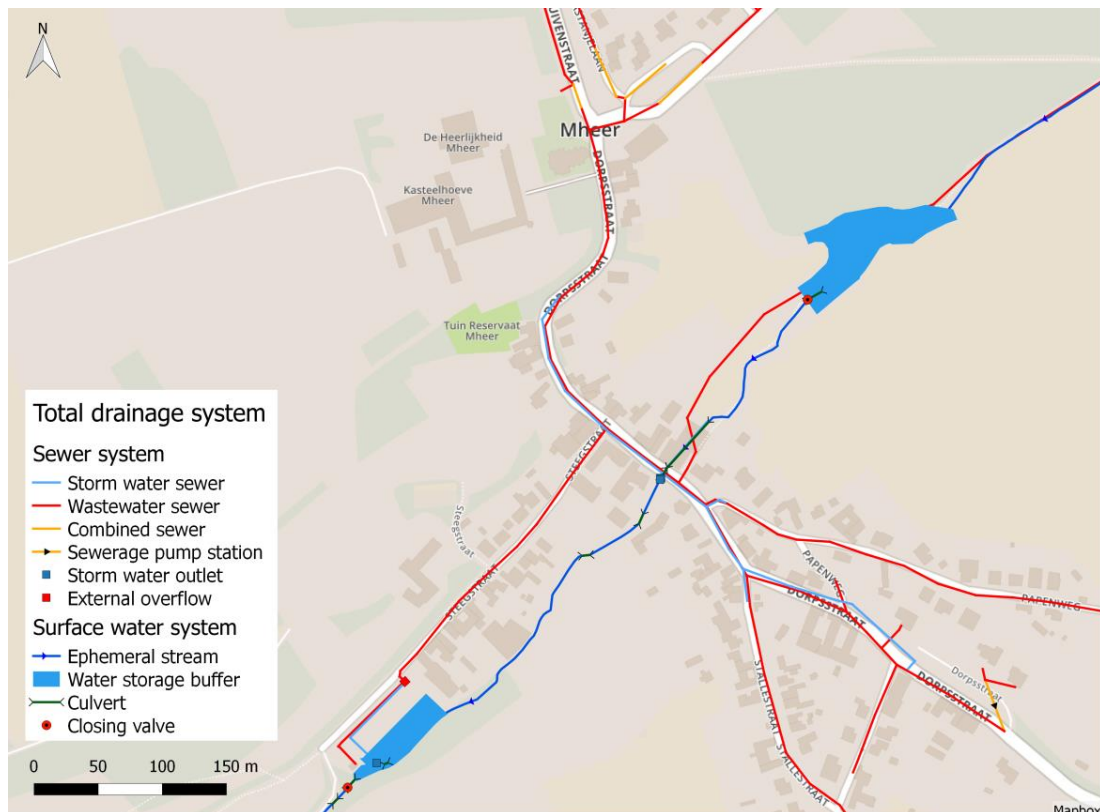 N
UIVENSTRAAT
STANJELAAN
Mheer
De Heerlijkheid
Mheer
Kasteelhoeve
Mheer
DORPSSTRAAT
DORPSSTRAAT
Tuin Reservaat
Mheer
STEEGSTRAAT
Steegstraat
STEEGSTRAAT
PAPENWEG
PAPENWEG
DORPSSTRAAT
STALLESTRAAT
STALLESTRAAT
Dorpsstraat
DORPSSTRAAT
Total drainage system
Sewer system
Storm water sewer
Wastewater sewer
Combined sewer
Sewerage pump station
Storm water outlet
External overflow
Surface water system
Ephemeral stream
Water storage buffer
Culvert
Closing valve
0 50 100 150 m
Mapbox